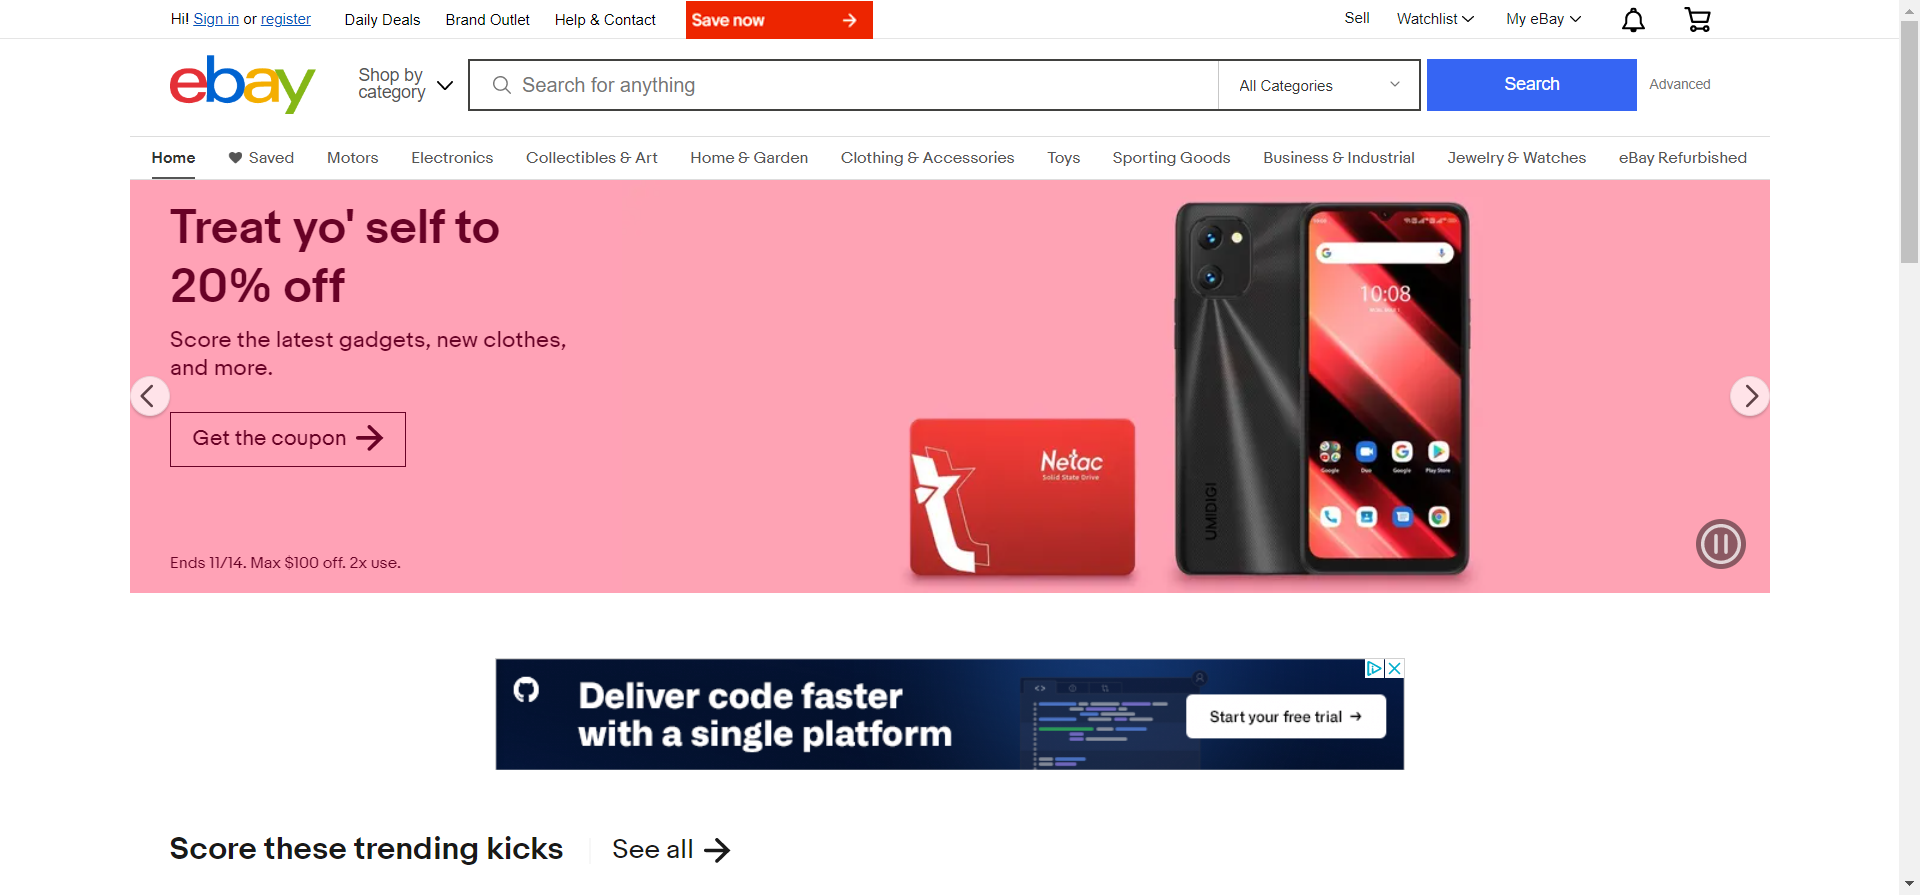 Hi! Sign in or register
Daily Deals
Brand Outlet
Help & Contact
Save now
Sell
Watchlist
My eBay
ebay
Shop by
category
Search for anything
All Categories
Search
Advanced
Home
Saved
Motors
Electronics
Collectibles & Art
Home & Garden
Clothing & Accessories
Toys
Sporting Goods
Business & Industrial
Jewelry & Watches
eBay Refurbished
Treat yo' self to
20% off
Score the latest gadgets, new clothes,
and more.
Get the coupon
Ends 11/14. Max $100 off. 2x use.
Netac
Solid State Drive
UMIDIGI
10:08
Google
Duo
Google
Play Store
Deliver code faster
with a single platform
Start your free trial →
Score these trending kicks
See all